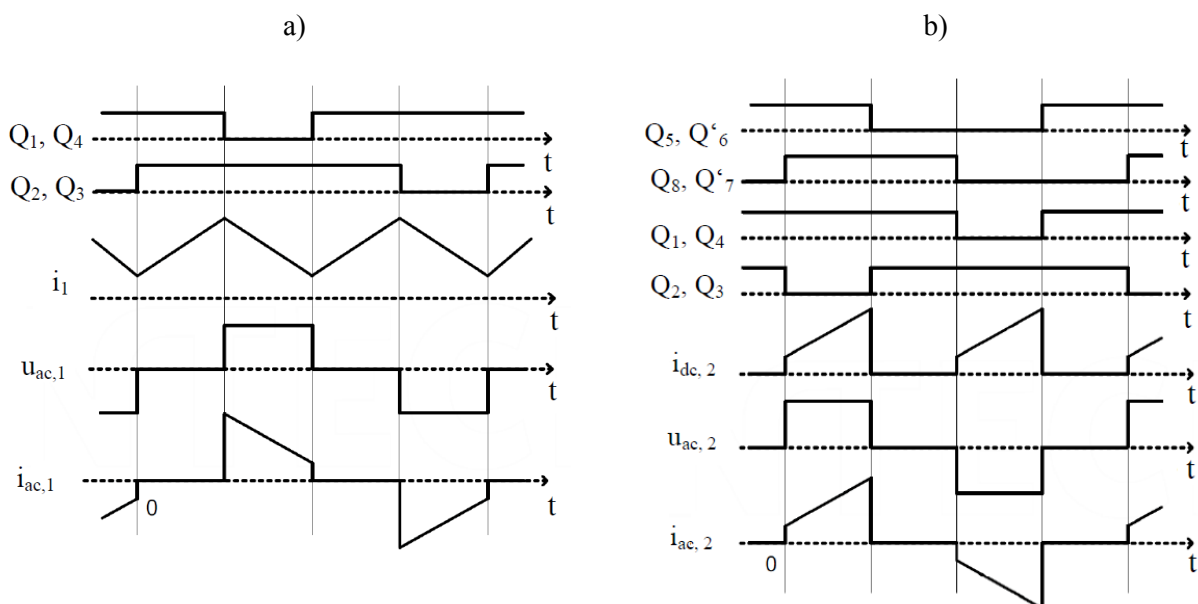 a)
Q1, Q4
t
Q2, Q3
t
i1
t
uac,1
t
iac,1
0
t
b)
Q5, Q‘6
t
Q8, Q‘7
t
Q1, Q4
t
Q2, Q3
t
idc, 2
t
uac, 2
t
iac, 2
0
t